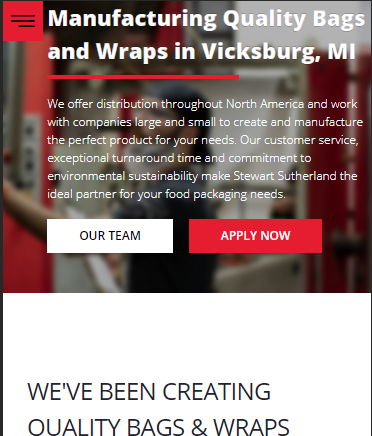 Manufacturing Quality Bags
and Wraps in Vicksburg, MI
We offer distribution throughout North America and work
with companies large and small to create and manufacture
the perfect product for your needs. Our customer service,
exceptional turnaround time and commitment to
environmental sustainability make Stewart Sutherland the
ideal partner for your food packaging needs.
OUR TEAM
APPLY NOW
WE'VE BEEN CREATING
QUALITY BAGS & WRAPS